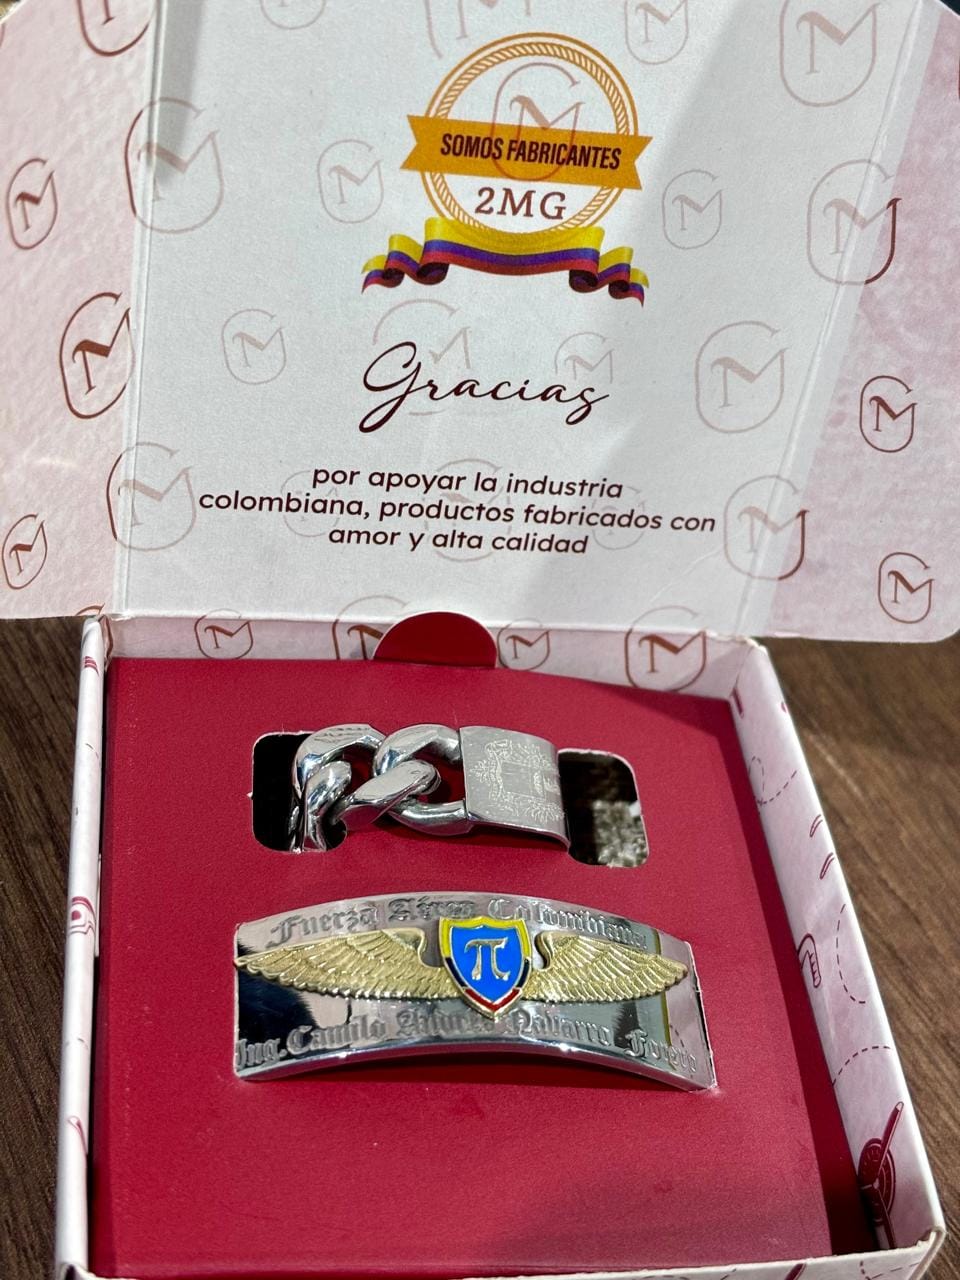 SOMOS FABRICANTES
2MG
Gracias
por apoyar la industria
colombiana, productos fabricados con
amor y alta calidad
Fuerza Aérea Colombiana
π
Ing. Camilo Andrés Navarro Forero